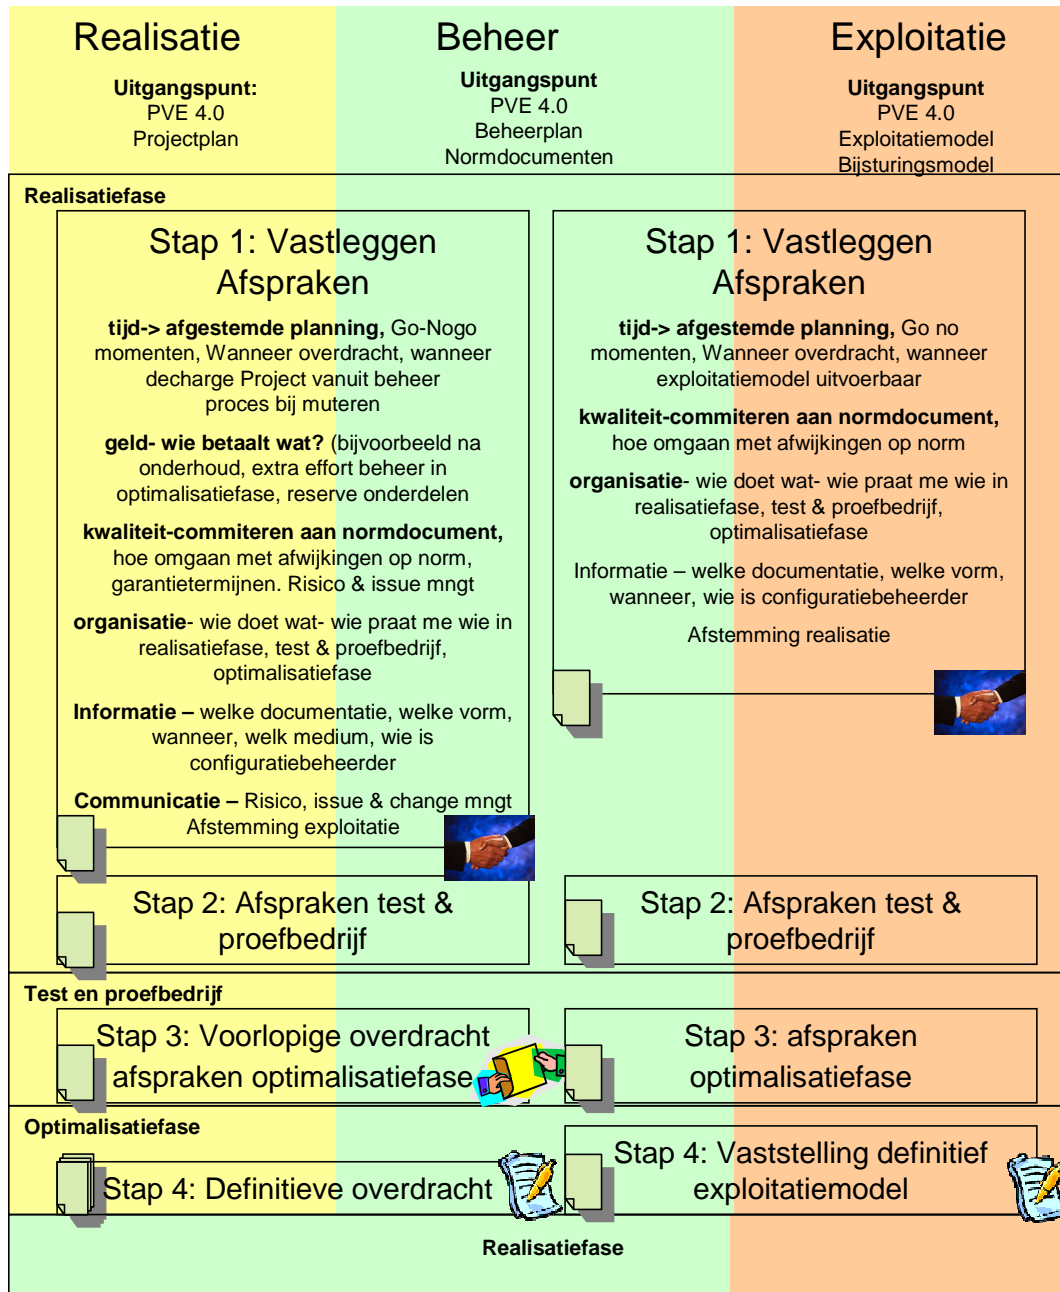 Realisatie
Uitgangspunt:
PVE 4.0
Projectplan
Beheer
Uitgangspunt
PVE 4.0
Beheerplan
Normdocumenten
Exploitatie
Uitgangspunt
PVE 4.0
Exploitatiemodel
Bijsturingsmodel
Realisatiefase
Stap 1: Vastleggen
Afspraken
tijd-> afgestemde planning, Go-Nogo
momenten, Wanneer overdracht, wanneer
decharge Project vanuit beheer
proces bij muteren
geld- wie betaalt wat? (bijvoorbeeld na
onderhoud, extra effort beheer in
optimalisatiefase, reserve onderdelen
kwaliteit-commiteren aan normdocument,
hoe omgaan met afwijkingen op norm,
garantietermijnen. Risico & issue mngt
organisatie- wie doet wat- wie praat me wie in
realisatiefase, test & proefbedrijf,
optimalisatiefase
Informatie – welke documentatie, welke vorm,
wanneer, welk medium, wie is
configuratiebeheerder
Communicatie – Risico, issue & change mngt
Afstemming exploitatie
Stap 1: Vastleggen
Afspraken
tijd-> afgestemde planning, Go no
momenten, Wanneer overdracht, wanneer
exploitatiemodel uitvoerbaar
kwaliteit-commiteren aan normdocument,
hoe omgaan met afwijkingen op norm
organisatie- wie doet wat- wie praat me wie in
realisatiefase, test & proefbedrijf,
optimalisatiefase
Informatie – welke documentatie, welke vorm,
wanneer, wie is configuratiebeheerder
Afstemming realisatie
Stap 2: Afspraken test &
proefbedrijf
Stap 2: Afspraken test &
proefbedrijf
Test en proefbedrijf
Stap 3: Voorlopige overdracht
afspraken optimalisatiefase
Stap 3: afspraken
optimalisatiefase
Optimalisatiefase
Stap 4: Definitieve overdracht
Stap 4: Vaststelling definitief
exploitatiemodel
Realisatiefase